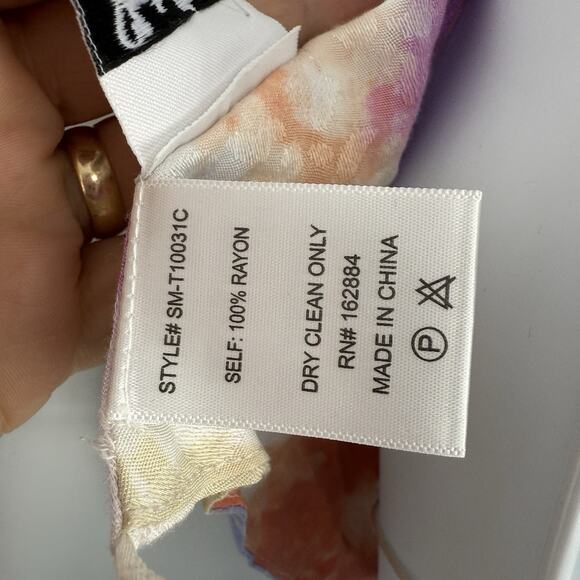 STYLE# SM-T10031C
SELF: 100% RAYON
DRY CLEAN ONLY
RN# 162884
MADE IN CHINA
P